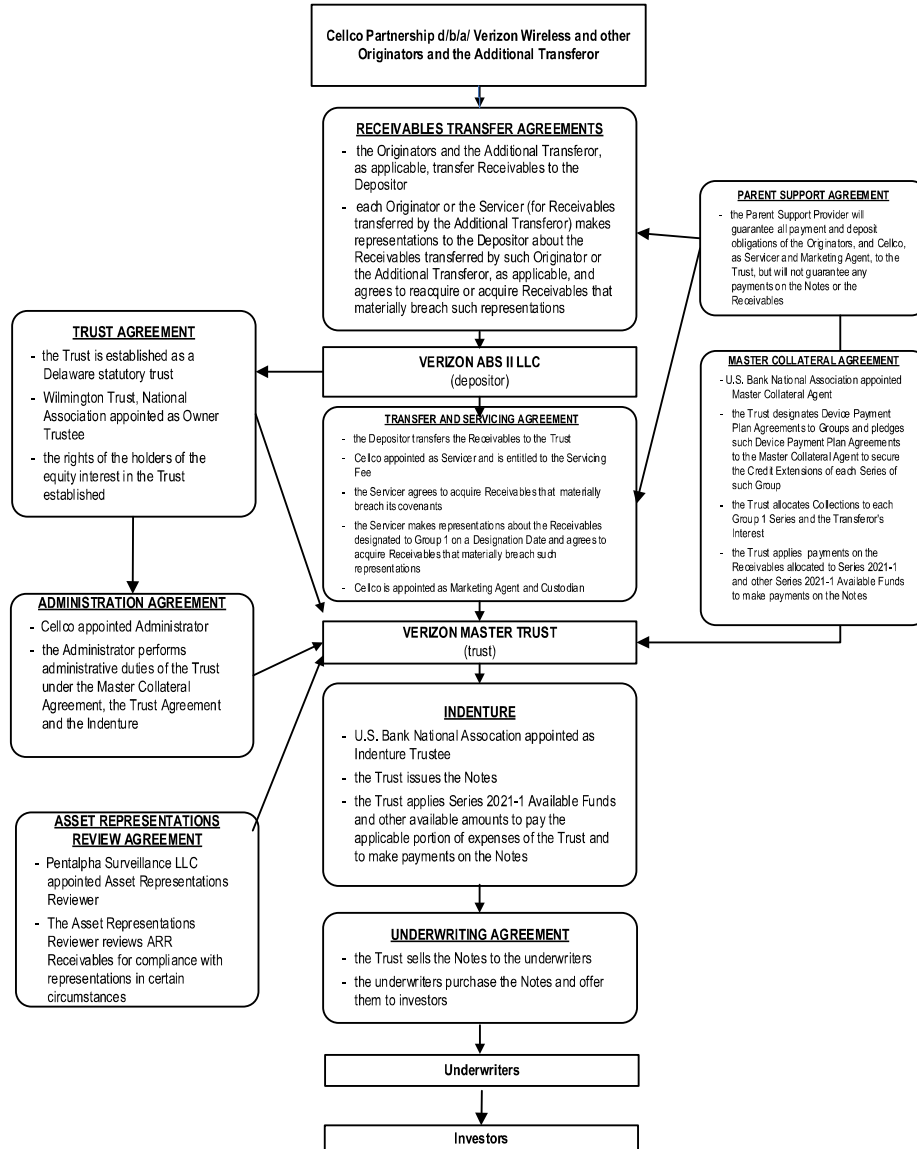 Cellco Partnership d/b/a/ Verizon Wireless and other
Originators and the Additional Transferor
RECEIVABLES TRANSFER AGREEMENTS
- the Originators and the Additional Transferor,
as applicable, transfer Receivables to the
Depositor
- each Originator or the Servicer (for Receivables
transferred by the Additional Transferor) makes
representations to the Depositor about the
Receivables transferred by such Originator or
the Additional Transferor, as applicable, and
agrees to reacquire or acquire Receivables that
materially breach such representations
PARENT SUPPORT AGREEMENT
- the Parent Support Provider will
guarantee all payment and deposit
obligations of the Originators, and Cellco,
as Servicer and Marketing Agent, to the
Trust, but will not guarantee any
payments on the Notes or the
Receivables
TRUST AGREEMENT
- the Trust is established as a
Delaware statutory trust
- Wilmington Trust, National
Association appointed as Owner
Trustee
- the rights of the holders of the
equity interest in the Trust
established
VERIZON ABS II LLC
(depositor)
MASTER COLLATERAL AGREEMENT
- U.S. Bank National Association appointed
Master Collateral Agent
- the Trust designates Device Payment
Plan Agreements to Groups and pledges
such Device Payment Plan Agreements
to the Master Collateral Agent to secure
the Credit Extensions of each Series of
such Group
- the Trust allocates Collections to each
Group 1 Series and the Transferor's
Interest
- the Trust applies payments on the
Receivables allocated to Series 2021-1
and other Series 2021-1 Available Funds
to make payments on the Notes
TRANSFER AND SERVICING AGREEMENT
- the Depositor transfers the Receivables to the Trust
- Cellco appointed as Servicer and is entitled to the Servicing
Fee
- the Servicer agrees to acquire Receivables that materially
breach its covenants
- the Servicer makes representations about the Receivables
designated to Group 1 on a Designation Date and agrees to
acquire Receivables that materially breach such
representations
- Cellco is appointed as Marketing Agent and Custodian
ADMINISTRATION AGREEMENT
- Cellco appointed Administrator
- the Administrator performs
administrative duties of the Trust
under the Master Collateral
Agreement, the Trust Agreement
and the Indenture
VERIZON MASTER TRUST
(trust)
INDENTURE
- U.S. Bank National Assocation appointed as
Indenture Trustee
- the Trust issues the Notes
- the Trust applies Series 2021-1 Available Funds
and other available amounts to pay the
applicable portion of expenses of the Trust and
to make payments on the Notes
ASSET REPRESENTATIONS
REVIEW AGREEMENT
- Pentalpha Surveillance LLC
appointed Asset Representations
Reviewer
- The Asset Representations
Reviewer reviews ARR
Receivables for compliance with
representations in certain
circumstances
UNDERWRITING AGREEMENT
- the Trust sells the Notes to the underwriters
- the underwriters purchase the Notes and offer
them to investors
Underwriters
Investors